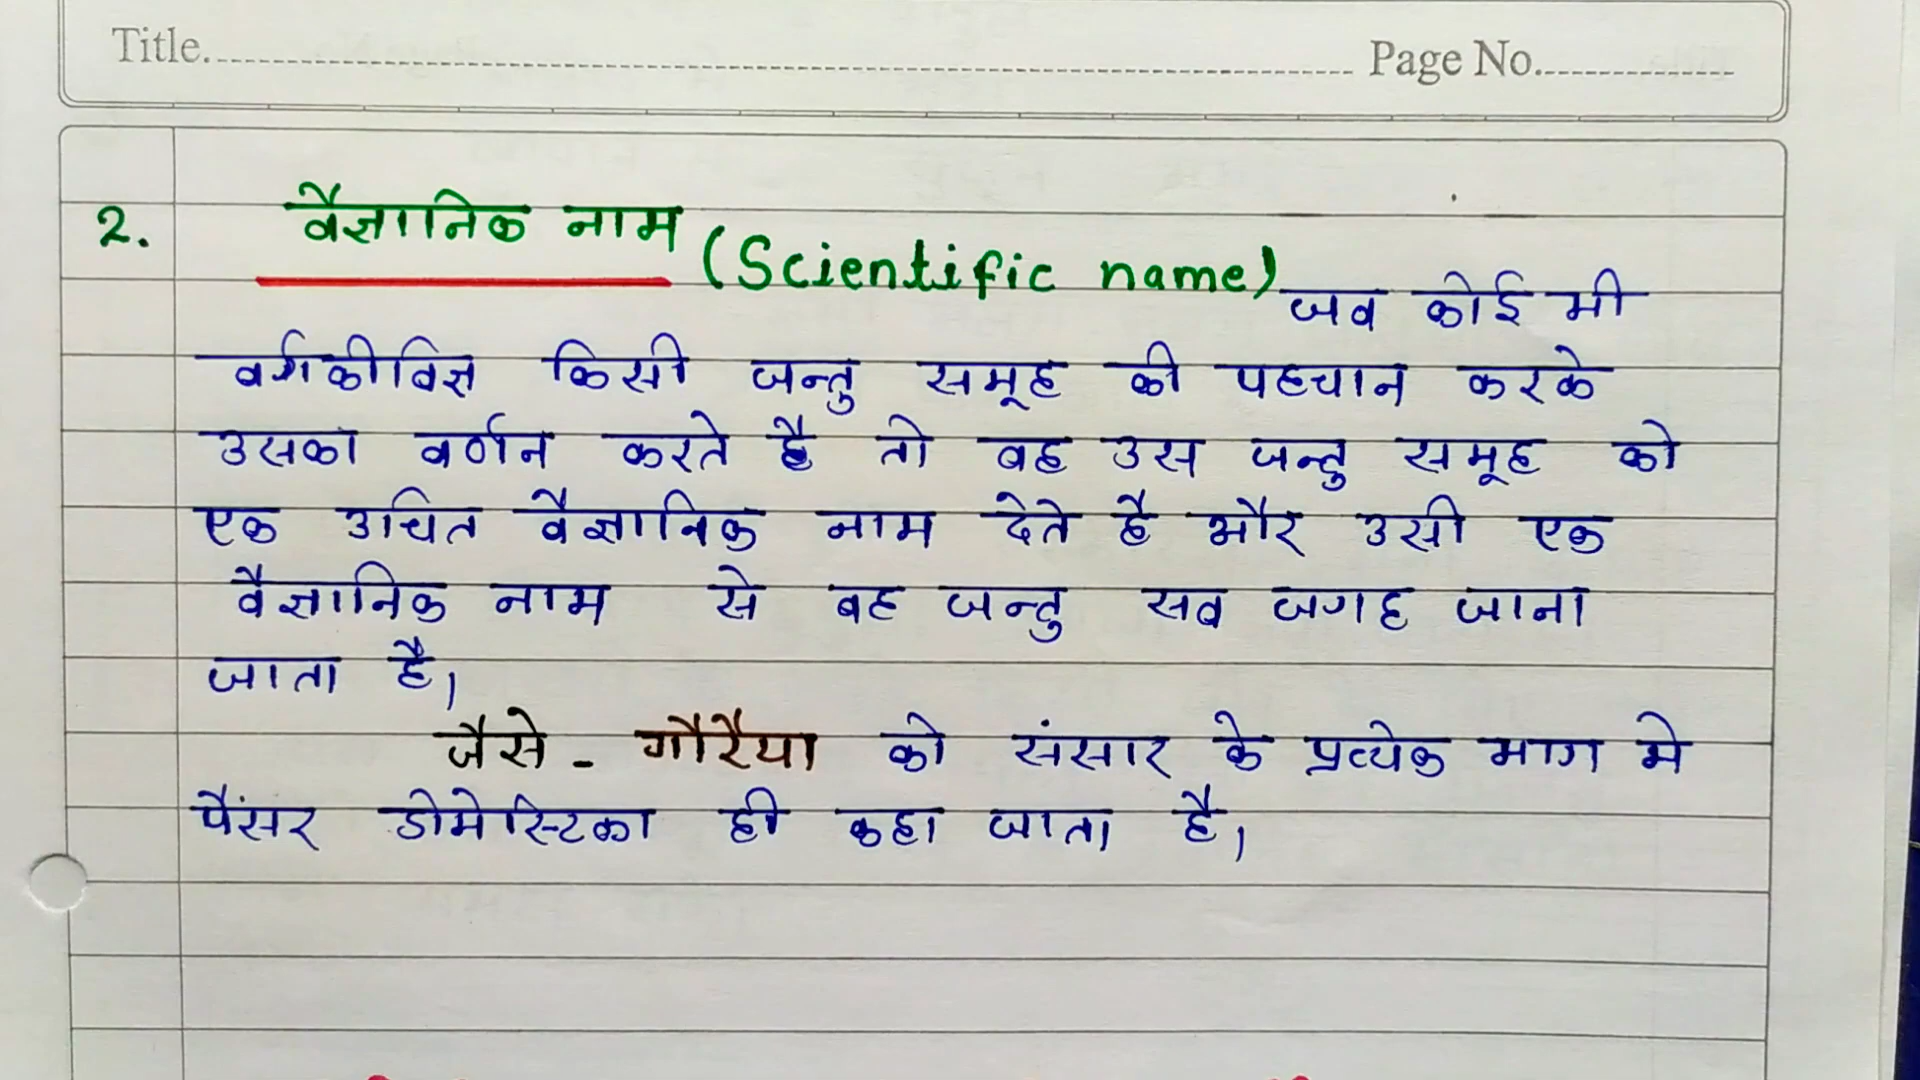 Title. Page No.
2. वैज्ञानिक नाम (Scientific name) जब कोई भी
वर्गकीविज्ञ किसी जन्तु समूह की पहचान करके
उसका वर्णन करते है तो वह उस जन्तु समूह को
एक उचित वैज्ञानिक नाम देते है और उसी एक
वैज्ञानिक नाम से वह जन्तु सब जगह जाना
जाता है।
जैसे - गौरैया को संसार के प्रत्येक भाग मे
पैंसर डोमेस्टिका ही कहा जाता है।